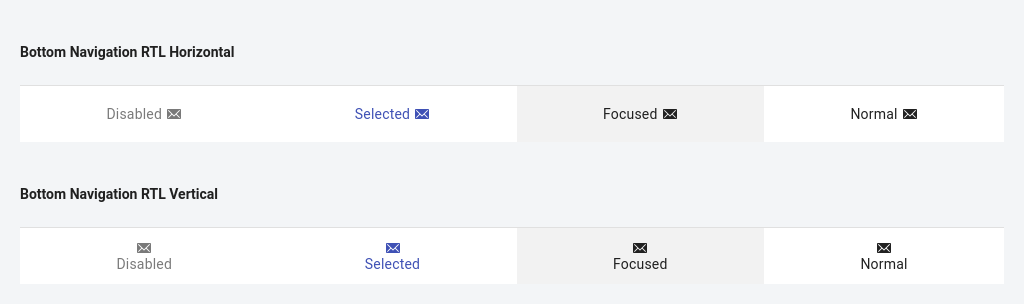 Bottom Navigation RTL Horizontal
Disabled Selected Focused Normal
Bottom Navigation RTL Vertical
Disabled Selected Focused Normal